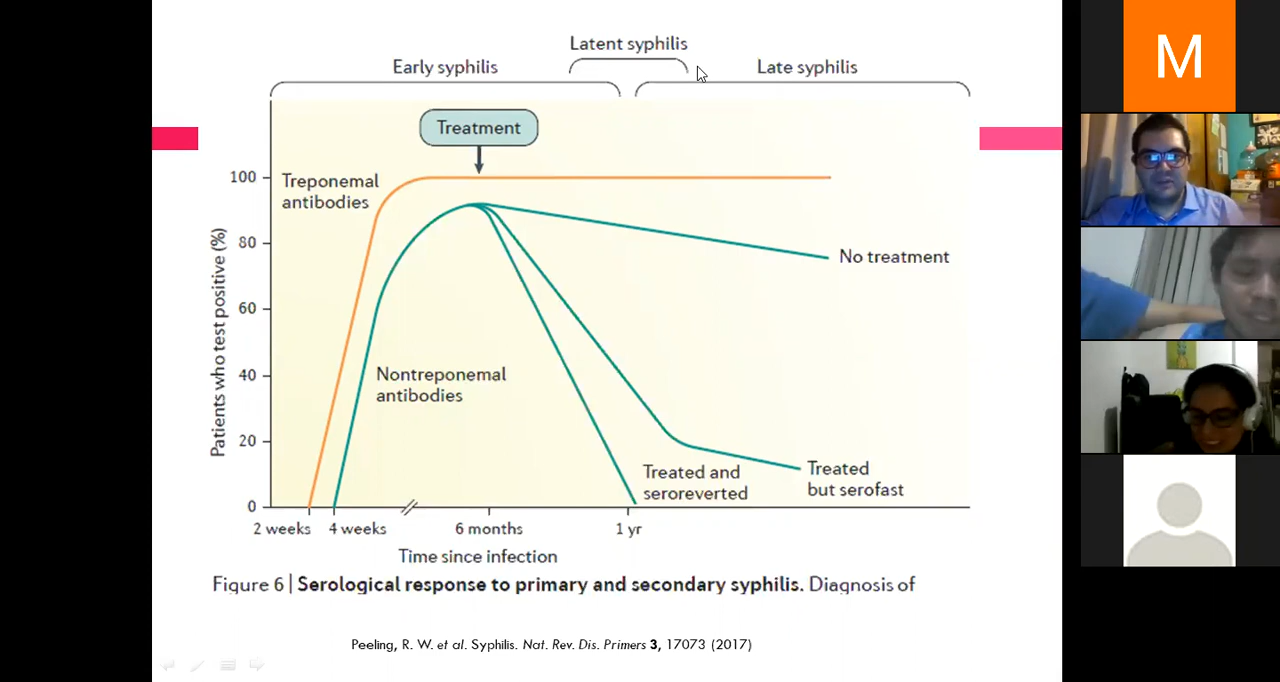 Latent syphilis
Early syphilis
Late syphilis
Treatment
100
Treponemal
antibodies
80
No treatment
60
Patients who test positive (%)
40
Nontreponemal
antibodies
20
Treated and
seroreverted
Treated
but serofast
0
2 weeks
4 weeks
6 months
1 yr
Time since infection
Figure 6 | Serological response to primary and secondary syphilis. Diagnosis of
Peeling, R. W. et al. Syphilis. Nat. Rev. Dis. Primers 3, 17073 (2017)
M